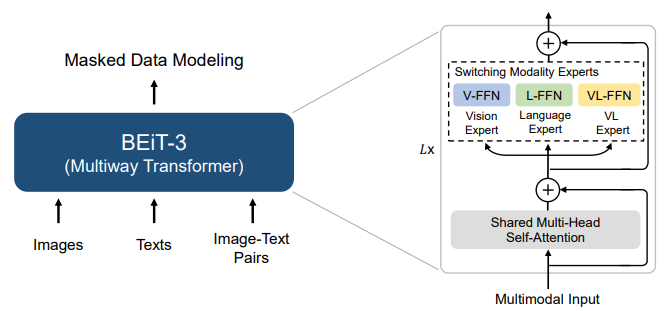 Masked Data Modeling
BEiT-3
(Multiway Transformer)
Images
Texts
Image-Text
Pairs
Lx
Switching Modality Experts
V-FFN
L-FFN
VL-FFN
Vision
Expert
Language
Expert
VL
Expert
Shared Multi-Head
Self-Attention
Multimodal Input